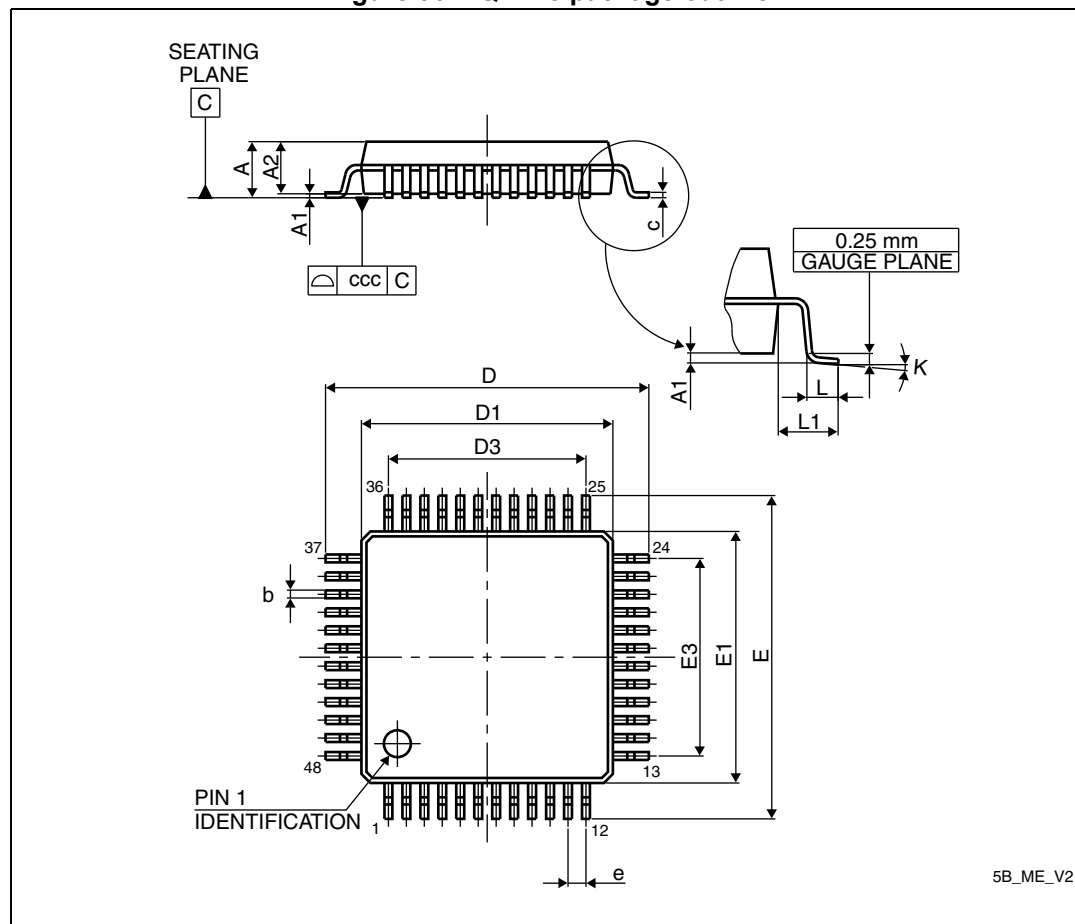 SEATING
PLANE
C
A
A2
A1
c
ccc C
0.25 mm
GAUGE PLANE
A1
K
L
L1
D
D1
D3
36
25
37
24
b
E3
E1
E
48
13
PIN 1
IDENTIFICATION
1
12
e
5B_ME_V2